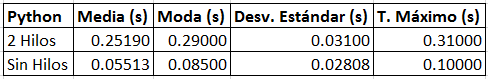 Python Media (s) Moda (s) Desv. Estándar (s) T. Máximo (s)
2 Hilos 0.25190 0.29000 0.03100 0.31000
Sin Hilos 0.05513 0.08500 0.02808 0.10000